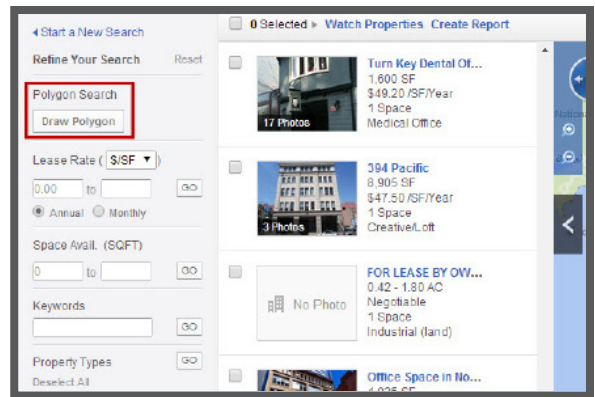 Start a New Search
Refine Your Search Reset
Polygon Search
Draw Polygon
Lease Rate ( $/SF )
0.00 to GO
Annual Monthly
Space Avail. (SQFT)
0 to GO
Keywords
GO
Property Types GO
Deselect All
0 Selected Watch Properties Create Report
17 Photos
Turn Key Dental Of...
1,600 SF
$49.20 /SF/Year
1 Space
Medical Office
3 Photos
394 Pacific
8,905 SF
$47.50 /SF/Year
1 Space
Creative/Loft
No Photo
FOR LEASE BY OW...
0.42 - 1.80 AC
Negotiable
1 Space
Industrial (land)
Office Space in No...